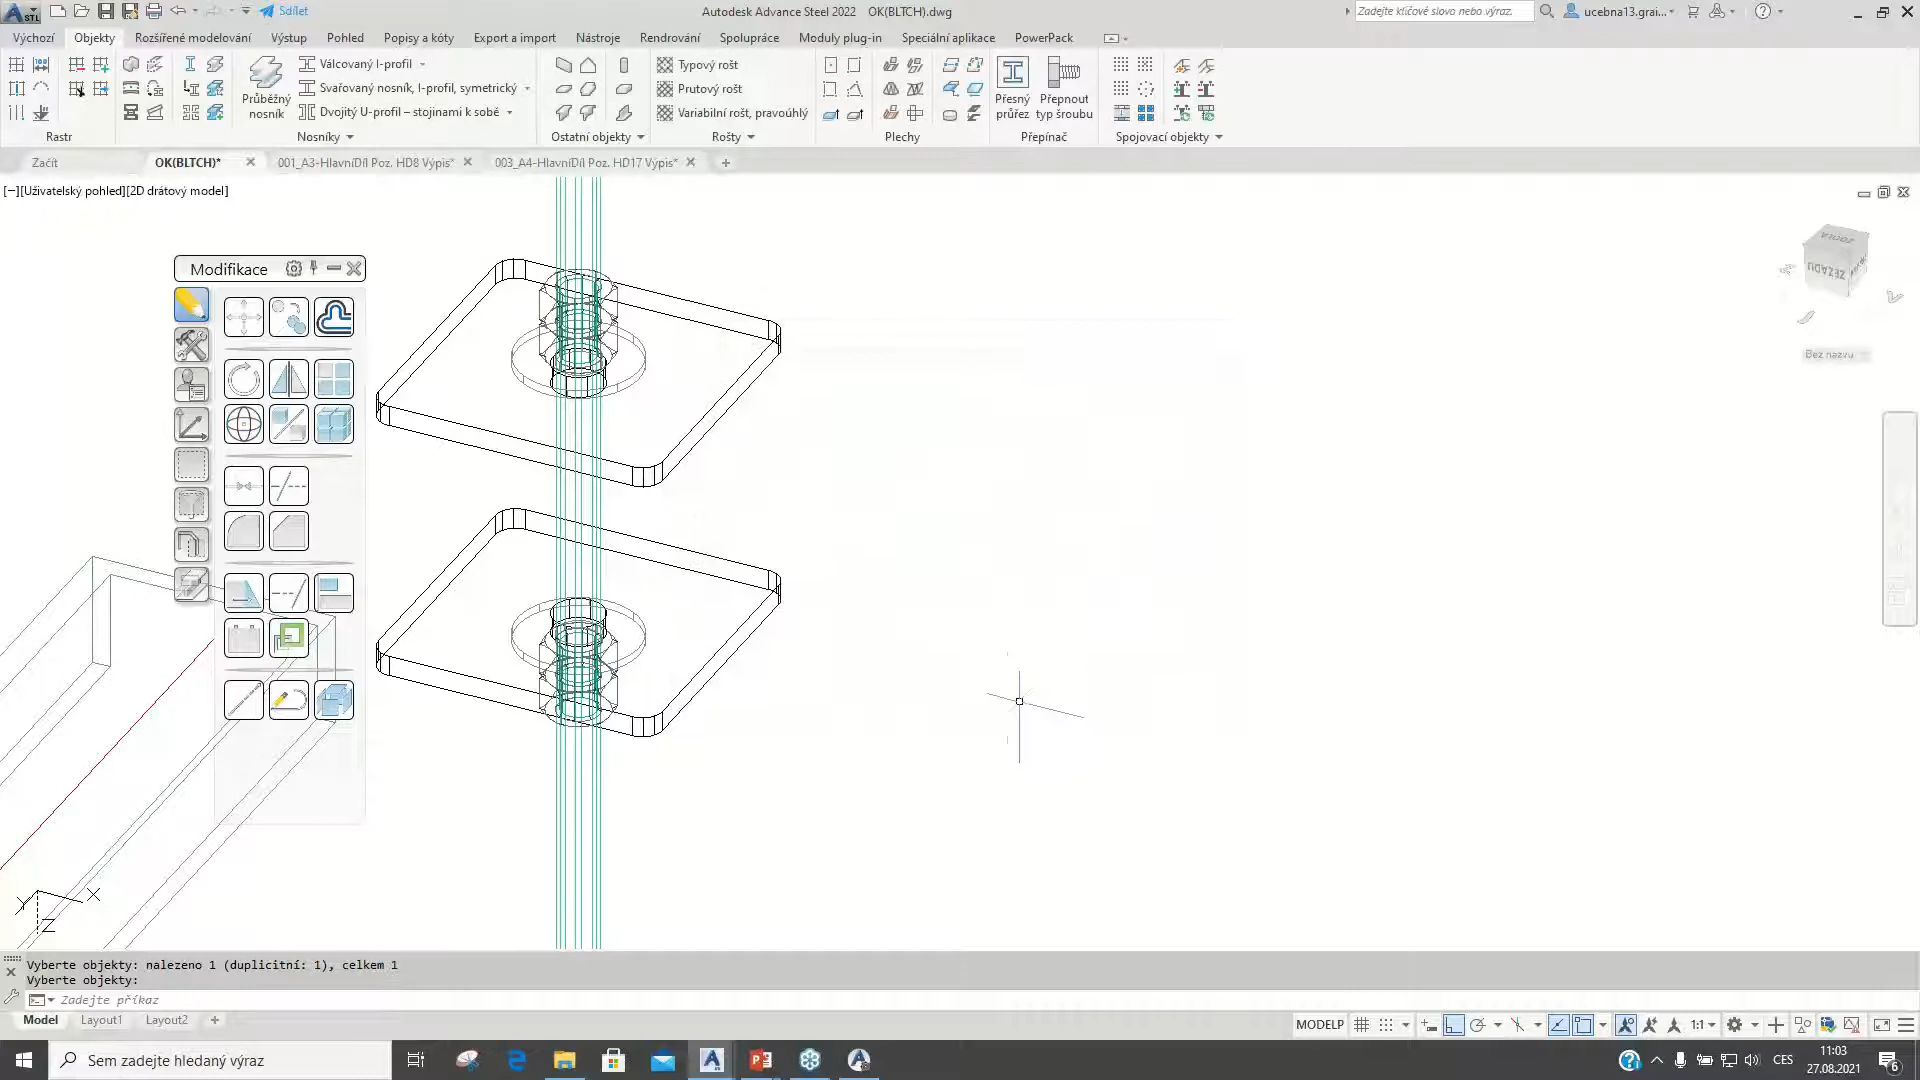 STL
Sdílet
Autodesk Advance Steel 2022 OK(BLTCH).dwg
Zadejte klíčové slovo nebo výraz.
ucebna13.grai...
Výchozí Objekty Rozšířené modelování Výstup Pohled Popisy a kóty Export a import Nástroje Rendrování Spolupráce Moduly plug-in Speciální aplikace PowerPack
Válcovaný I-profil
Svařovaný nosník, I-profil, symetrický
Dvojitý U-profil – stojinami k sobě
Průběžný
nosník
Typový rošt
Prutový rošt
Variabilní rošt, pravoúhlý
Přesný
průřez
Přepnout
typ šroubu
Rastr Nosníky Ostatní objekty Rošty Plechy Přepínač Spojovací objekty
Začít OK(BLTCH)* 001_A3-HlavníDíl Poz. HD8 Výpis* 003_A4-HlavníDíl Poz. HD17 Výpis*
[−][Uživatelský pohled][2D drátový model]
Modifikace
ZEZADU
Bez názvu
Y X
Z
Vyberte objekty: nalezeno 1 (duplicitní: 1), celkem 1
Vyberte objekty:
Zadejte příkaz
Model Layout1 Layout2 +
MODELP 1:1
Sem zadejte hledaný výraz
CES
11:03
27.08.2021
6